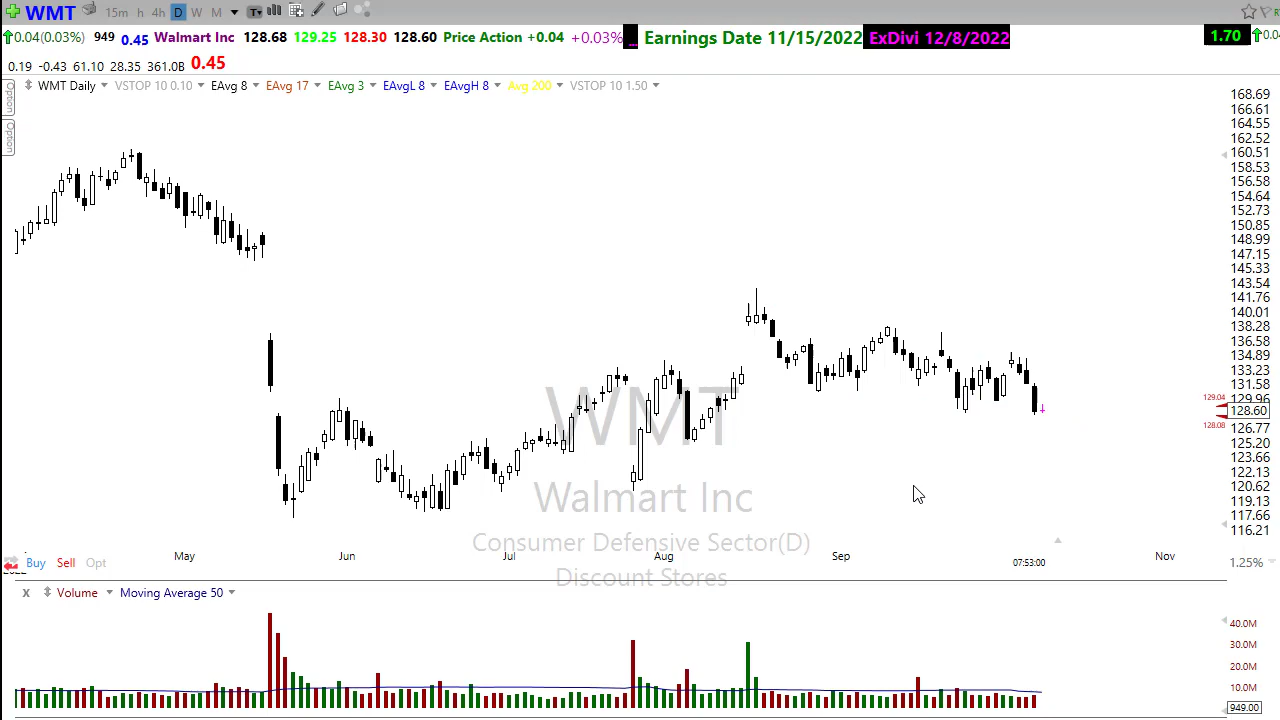 WMT 15m h 4h D W M T
0.04(0.03%) 949 0.45 Walmart Inc 128.68 129.25 128.30 128.60 Price Action +0.04 +0.03% ... Earnings Date 11/15/2022 ExDivi 12/8/2022 1.70 0.04
0.19 -0.43 61.10 28.35 361.0B 0.45
WMT Daily VSTOP 10 0.10 EAvg 8 EAvg 17 EAvg 3 EAvgL 8 EAvgH 8 Avg 200 VSTOP 10 1.50
Option
Option
168.69
166.61
164.55
162.52
160.51
158.53
156.58
154.64
152.73
150.85
148.99
147.15
145.33
143.54
141.76
140.01
138.28
136.58
134.89
133.23
131.58
129.96
129.04
128.60
128.08
126.77
125.20
123.66
122.13
120.62
119.13
117.66
116.21
WMT
Walmart Inc
Consumer Defensive Sector(D)
Discount Stores
May Jun Jul Aug Sep 07:53:00 Nov
Buy Sell Opt 1.25%
X Volume Moving Average 50
40.0M
30.0M
20.0M
10.0M
949.00